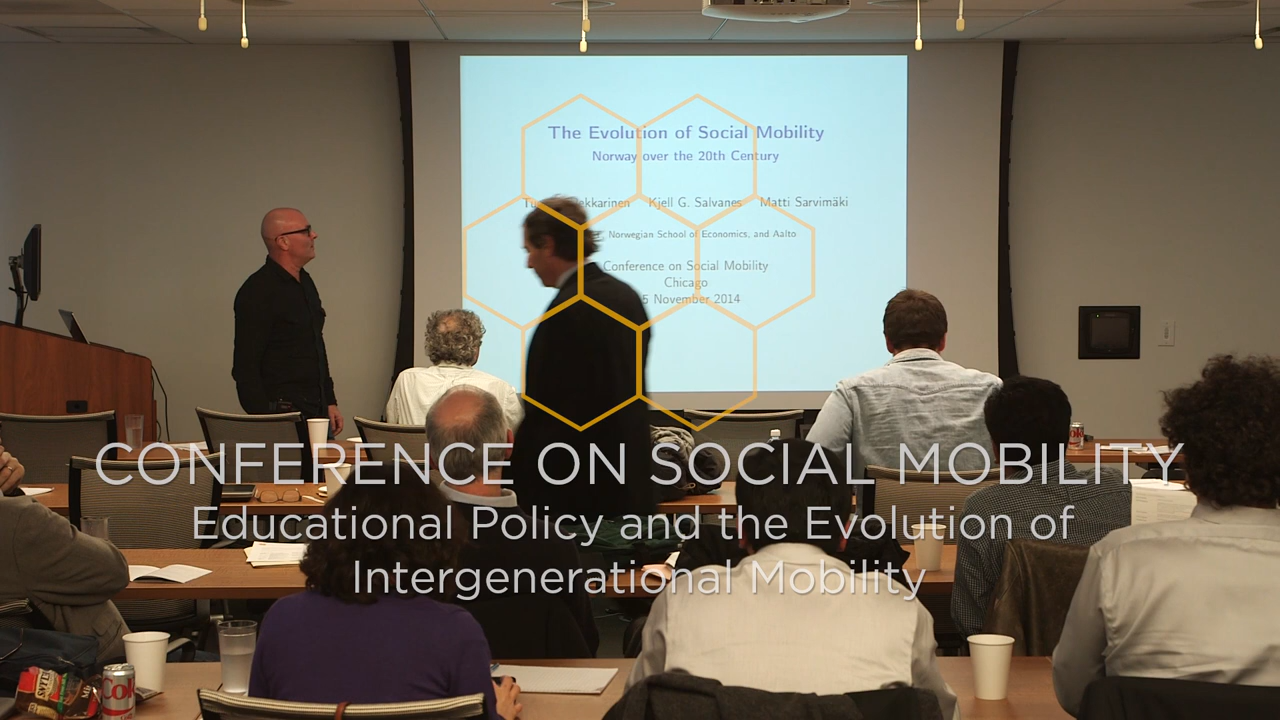 The Evolution of Social Mobility
Norway over the 20th Century
Kjell G. Salvanes Matti Sarvimäki
Norwegian School of Economics, and Aalto
Conference on Social Mobility
Chicago
5 November 2014
CONFERENCE ON SOCIAL MOBILITY
Educational Policy and the Evolution of
Intergenerational Mobility
Coke